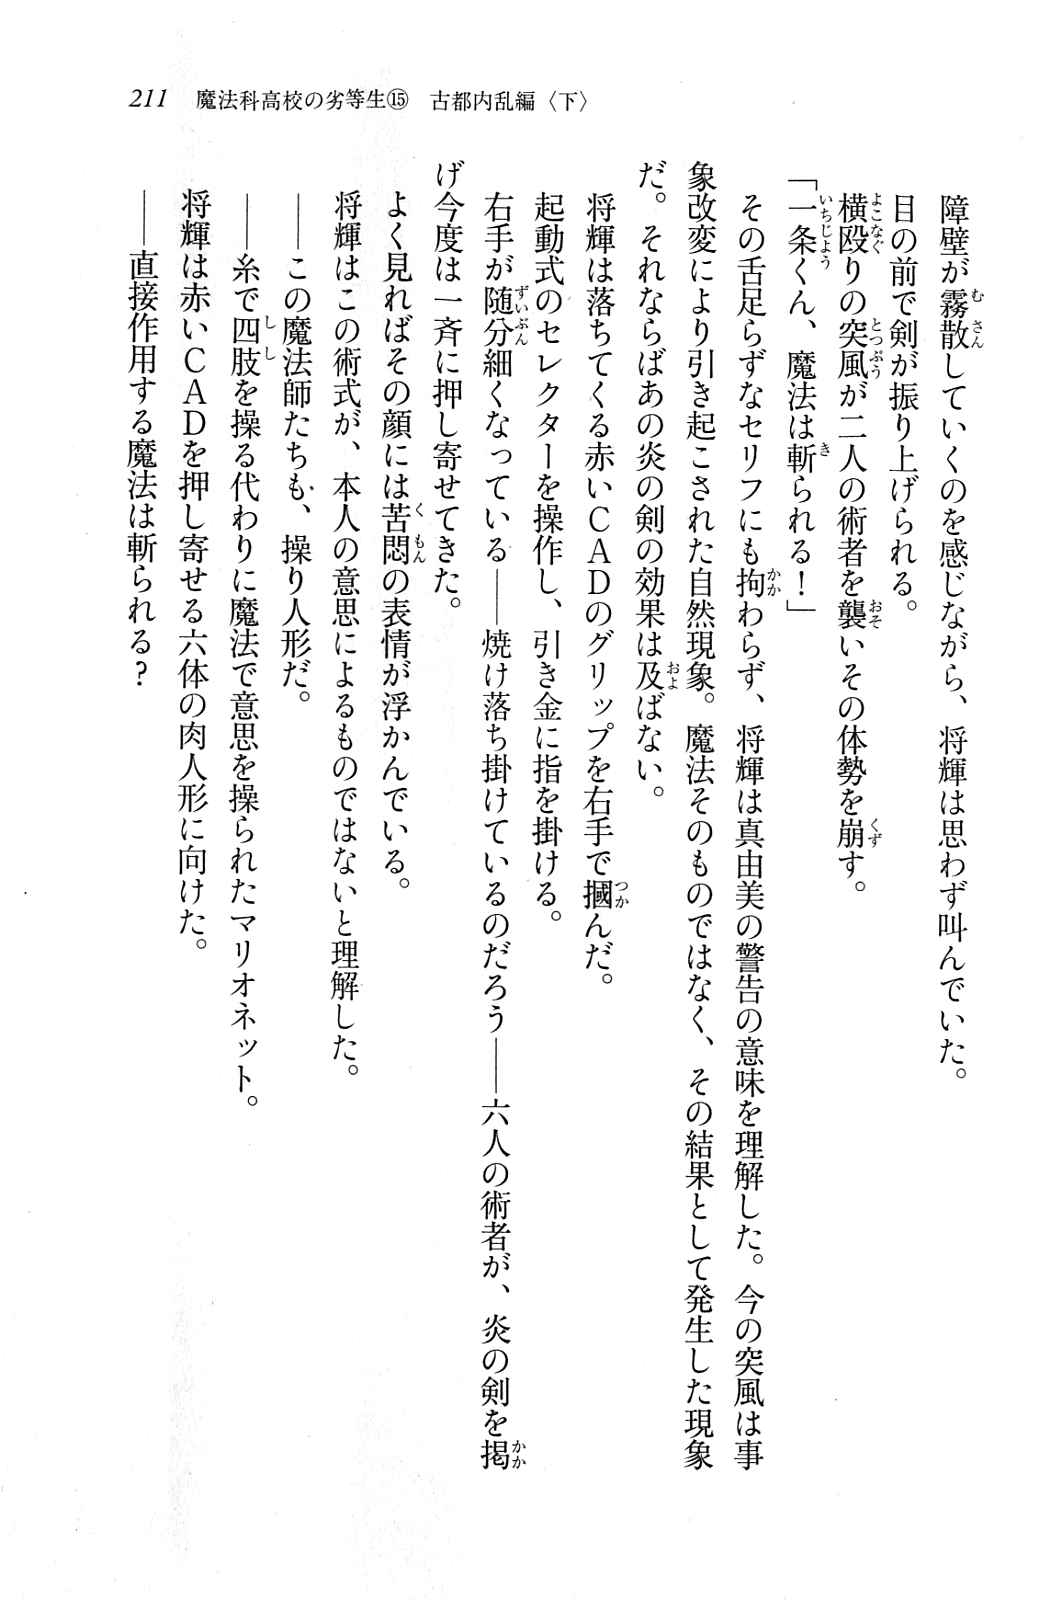 211　魔法科高校の劣等生⑮　古都内乱編〈下〉
障壁が霧散していくのを感じながら、将輝は思わず叫んでいた。
目の前で剣が振り上げられる。
横殴りの突風が二人の術者を襲いその体勢を崩す。
「一条くん、魔法は斬られる！」
その舌足らずなセリフにも拘わらず、将輝は真由美の警告の意味を理解した。今の突風は事
象改変により引き起こされた自然現象。魔法そのものではなく、その結果として発生した現象
だ。それならばあの炎の剣の効果は及ばない。
将輝は落ちてくる赤いＣＡＤのグリップを右手で摑んだ。
起動式のセレクターを操作し、引き金に指を掛ける。
右手が随分細くなっている――焼け落ち掛けているのだろう――六人の術者が、炎の剣を掲
げ今度は一斉に押し寄せてきた。
よく見ればその顔には苦悶の表情が浮かんでいる。
将輝はこの術式が、本人の意思によるものではないと理解した。
――この魔法師たちも、操り人形だ。
――糸で四肢を操る代わりに魔法で意思を操られたマリオネット。
将輝は赤いＣＡＤを押し寄せる六体の肉人形に向けた。
――直接作用する魔法は斬られる？